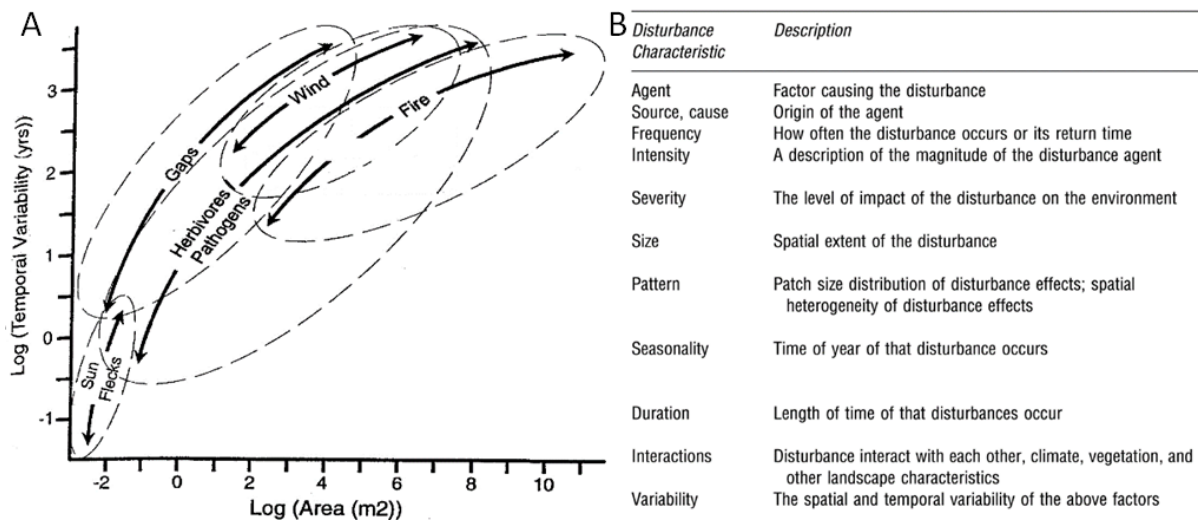 A
Log (Temporal Variability (yrs))
3
2
1
0
-1
-2
0
2
4
6
8
10
Log (Area (m2))
Gaps
Wind
Fire
Herbivores
Pathogens
Sun
Flecks
B
Disturbance Characteristic
Description
Agent
Factor causing the disturbance
Source, cause
Origin of the agent
Frequency
How often the disturbance occurs or its return time
Intensity
A description of the magnitude of the disturbance agent
Severity
The level of impact of the disturbance on the environment
Size
Spatial extent of the disturbance
Pattern
Patch size distribution of disturbance effects; spatial
heterogeneity of disturbance effects
Seasonality
Time of year of that disturbance occurs
Duration
Length of time of that disturbances occur
Interactions
Disturbance interact with each other, climate, vegetation, and
other landscape characteristics
Variability
The spatial and temporal variability of the above factors